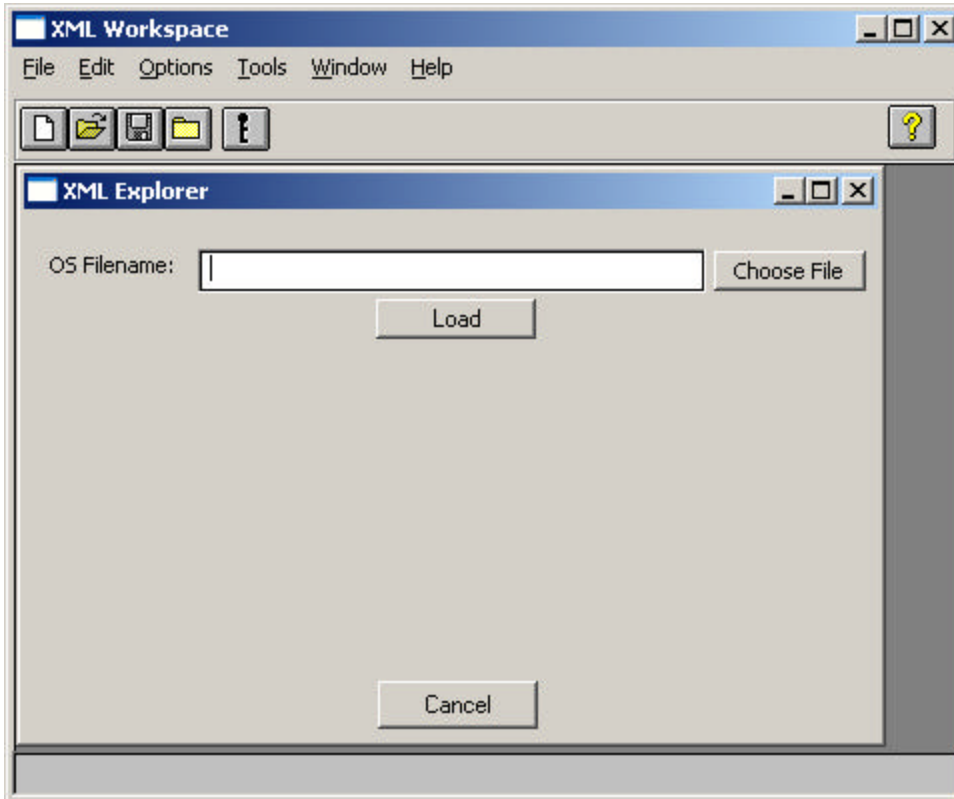 XML Workspace
File Edit Options Tools Window Help
?
XML Explorer
OS Filename:
Choose File
Load
Cancel